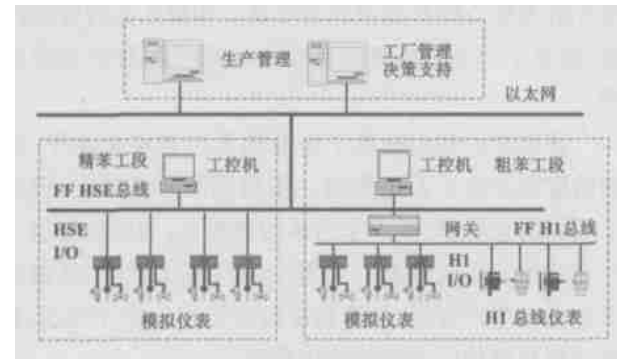 生产管理
工厂管理
决策支持
以太网
精苯工段
工控机
工控机
粗苯工段
FF HSE总线
HSE
I/O
网关
FF H1总线
H1
I/O
模拟仪表
模拟仪表
H1 总线仪表